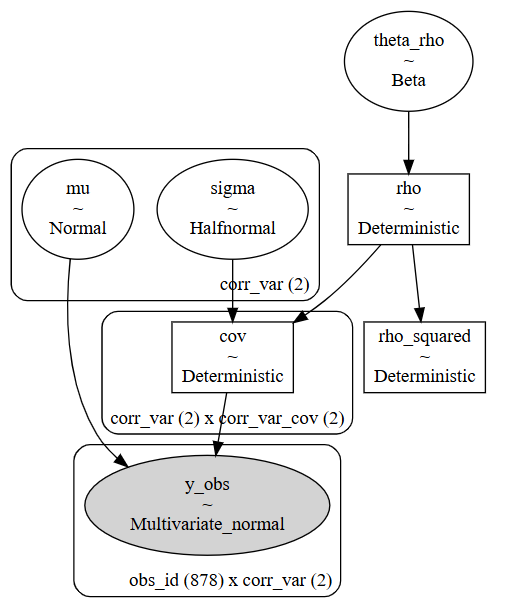 theta_rho
~
Beta
mu
~
Normal
sigma
~
Halfnormal
rho
~
Deterministic
corr_var (2)
cov
~
Deterministic
rho_squared
~
Deterministic
corr_var (2) x corr_var_cov (2)
y_obs
~
Multivariate_normal
obs_id (878) x corr_var (2)